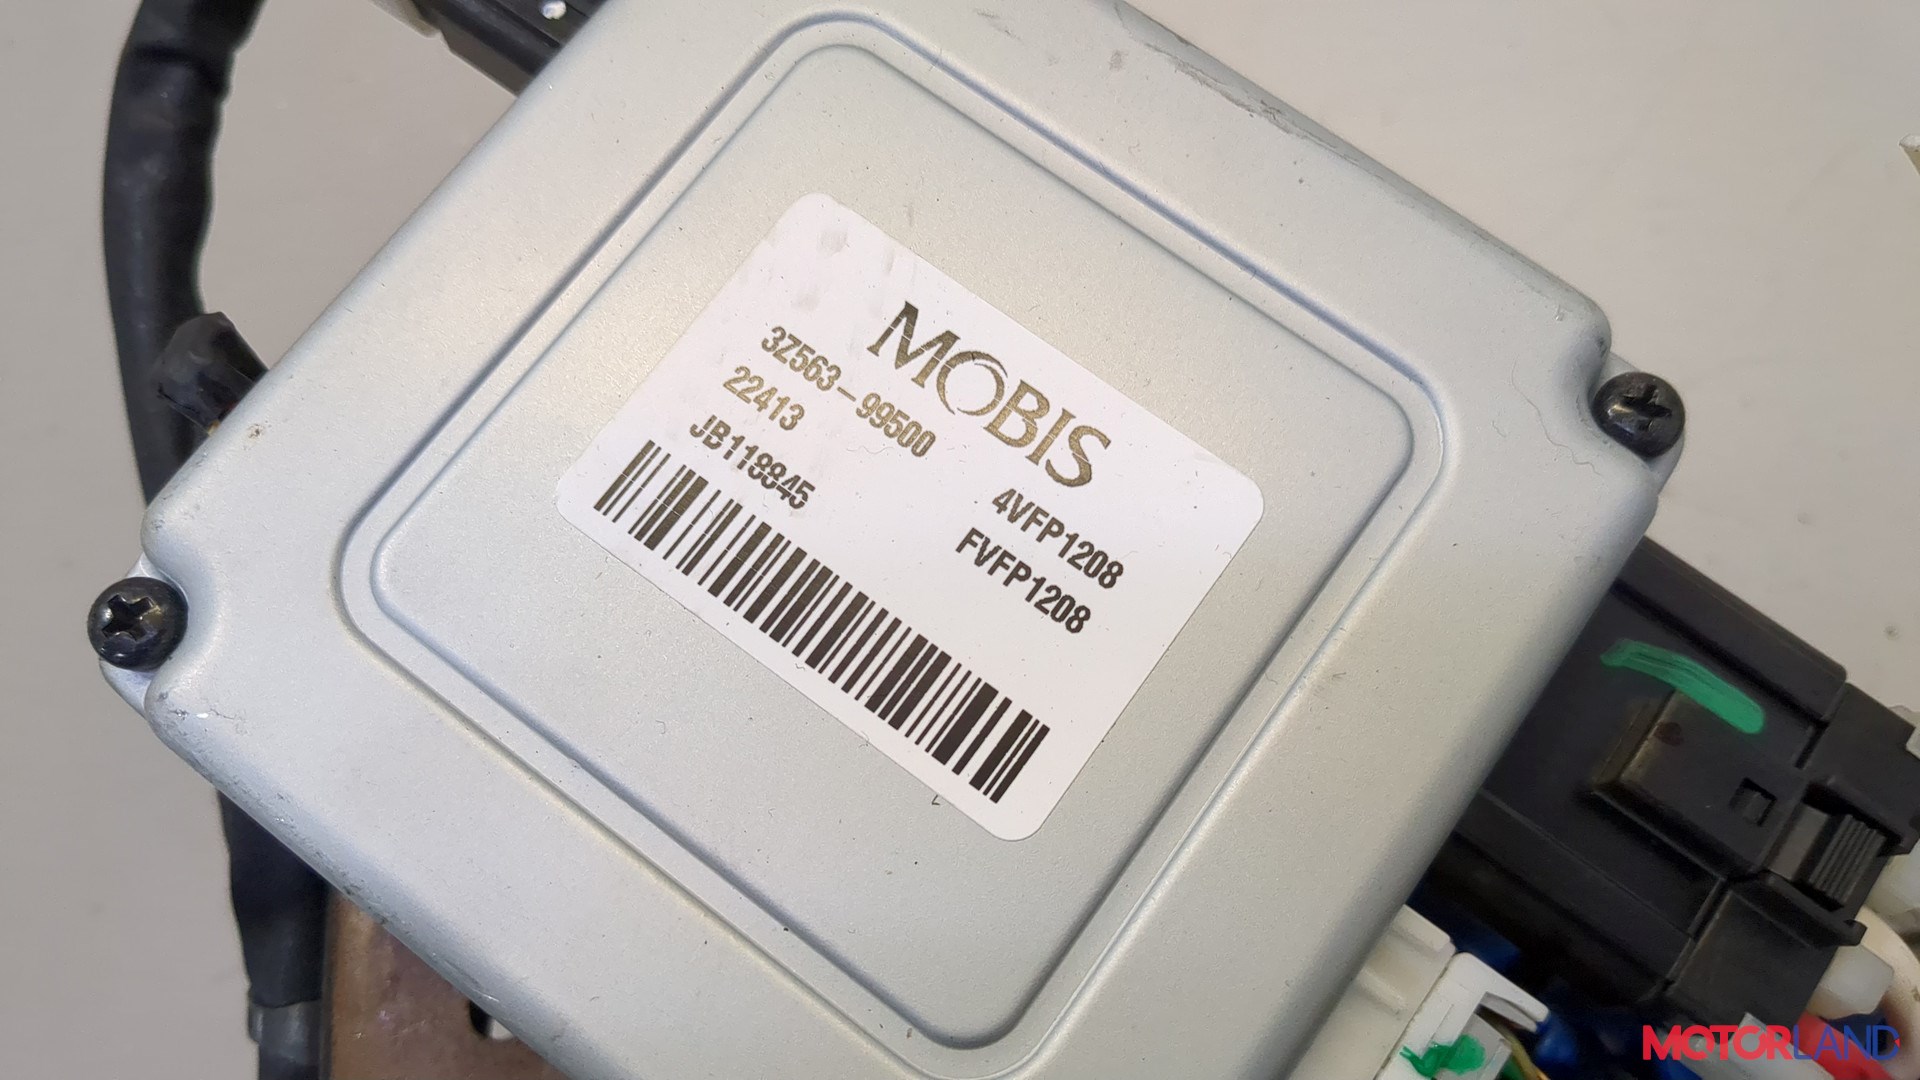 MOBIS
3Z563-99500
22413 4VFP1208
JB118845 FVFP1208
MOTORLAND